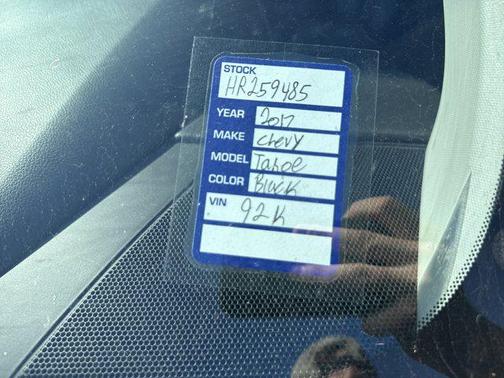 STOCK
HR259485
YEAR 2017
MAKE Chevy
MODEL Tahoe
COLOR Black
VIN 92K